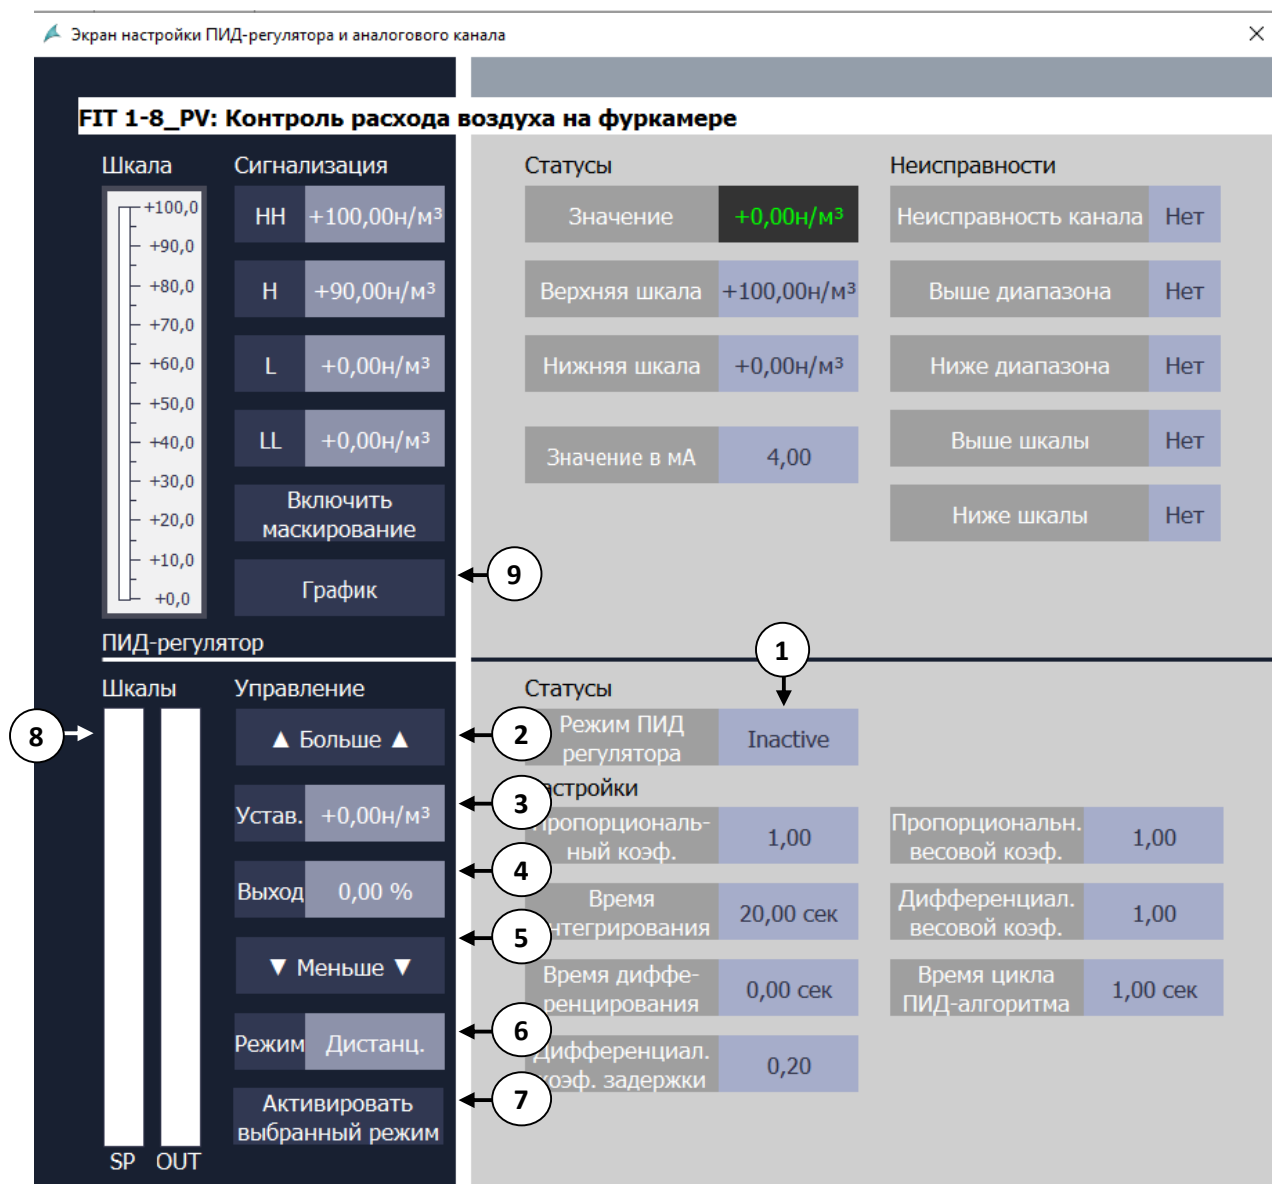 Экран настройки ПИД-регулятора и аналогового канала
FIT 1-8_PV: Контроль расхода воздуха на фуркамере
Шкала
+100,0
+90,0
+80,0
+70,0
+60,0
+50,0
+40,0
+30,0
+20,0
+10,0
+0,0
Сигнализация
HH +100,00н/м³
H +90,00н/м³
L +0,00н/м³
LL +0,00н/м³
Включить
маскирование
График
9
Статусы
Значение +0,00н/м³
Верхняя шкала +100,00н/м³
Нижняя шкала +0,00н/м³
Значение в мА 4,00
Неисправности
Неисправность канала Нет
Выше диапазона Нет
Ниже диапазона Нет
Выше шкалы Нет
Ниже шкалы Нет
ПИД-регулятор
Шкалы
8
SP OUT
Управление
▲ Больше ▲
2
Устав. +0,00н/м³
3
Выход 0,00 %
4
▼ Меньше ▼
5
Режим Дистанц.
6
Активировать
выбранный режим
7
1
Статусы
Режим ПИД
регулятора
Inactive
астройки
ропорциональ-
ный коэф.
1,00
Время
нтегрирования
20,00 сек
Время диффе-
ренцирования
0,00 сек
Дифференциал.
коэф. задержки
0,20
Пропорциональн.
весовой коэф.
1,00
Дифференциал.
весовой коэф.
1,00
Время цикла
ПИД-алгоритма
1,00 сек